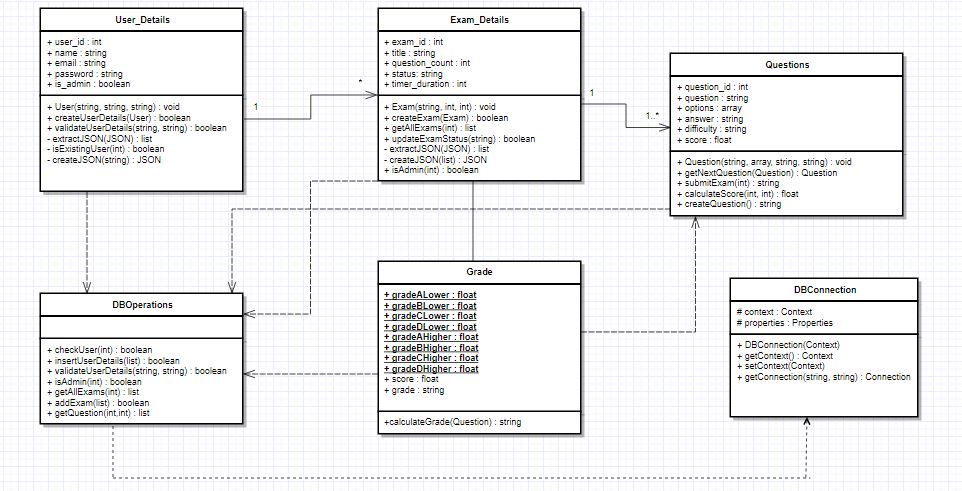 User_Details
+ user_id : int
+ name : string
+ email : string
+ password : string
+ is_admin : boolean
+ User(string, string, string) : void
+ createUserDetails(User) : boolean
+ validateUserDetails(string, string) : boolean
- extractJSON(JSON) : list
- isExistingUser(int) : boolean
- createJSON(string) : JSON
1
*
Exam_Details
+ exam_id : int
+ title : string
+ question_count : int
+ status: string
+ timer_duration : int
+ Exam(string, int, int) : void
+ createExam(Exam) : boolean
+ getAllExams(int) : list
+ updateExamStatus(string) : boolean
- extractJSON(JSON) : list
- createJSON(list) : JSON
+ isAdmin(int) : boolean
1
1..*
Questions
+ question_id : int
+ question : string
+ options : array
+ answer : string
+ difficulty : string
+ score : float
+ Question(string, array, string, string) : void
+ getNextQuestion(Question) : Question
+ submitExam(int) : string
+ calculateScore(int, int) : float
+ createQuestion() : string
DBOperations
+ checkUser(int) : boolean
+ insertUserDetails(list) : boolean
+ validateUserDetails(string, string) : boolean
+ isAdmin(int) : boolean
+ getAllExams(int) : list
+ addExam(list) : boolean
+ getQuestion(int,int) : list
Grade
+ gradeALower : float
+ gradeBLower : float
+ gradeCLower : float
+ gradeDLower : float
+ gradeAHigher : float
+ gradeBHigher : float
+ gradeCHigher : float
+ gradeDHigher : float
+ score : float
+ grade : string
+calculateGrade(Question) : string
DBConnection
# context : Context
# properties : Properties
+ DBConnection(Context)
+ getContext() : Context
+ setContext(Context)
+ getConnection(string, string) : Connection